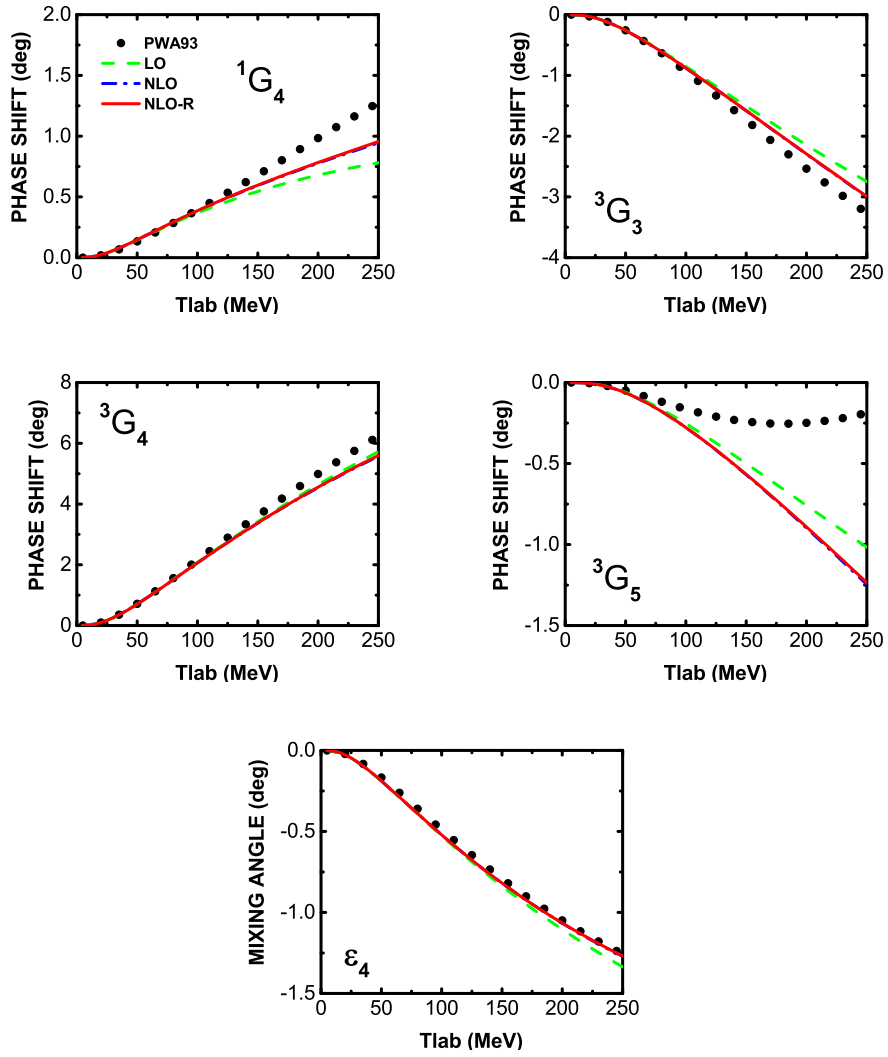 2.0
1.5
1.0
0.5
0.0
PHASE SHIFT (deg)
PWA93
LO
NLO
NLO-R
¹G₄
0 50 100 150 200 250
Tlab (MeV)
0
-1
-2
-3
-4
PHASE SHIFT (deg)
³G₃
0 50 100 150 200 250
Tlab (MeV)
8
6
4
2
0
PHASE SHIFT (deg)
³G₄
0 50 100 150 200 250
Tlab (MeV)
0.0
-0.5
-1.0
-1.5
PHASE SHIFT (deg)
³G₅
0 50 100 150 200 250
Tlab (MeV)
0.0
-0.5
-1.0
-1.5
MIXING ANGLE (deg)
ε₄
0 50 100 150 200 250
Tlab (MeV)